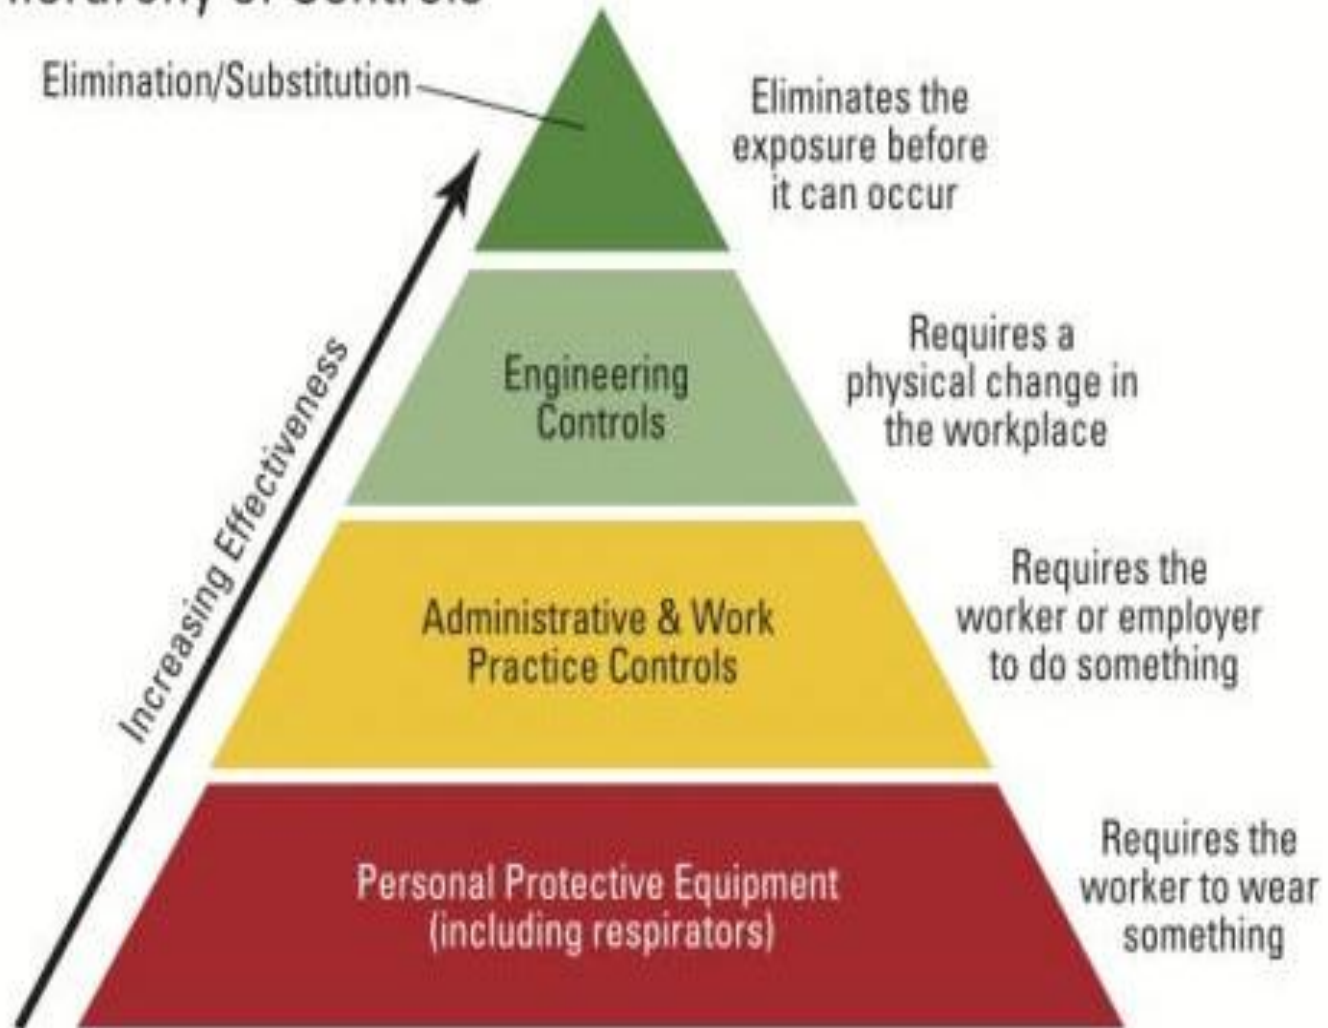 of Controls
Elimination/Substitution
Eliminates the
exposure before
it can occur
Increasing Effectiveness
Engineering
Controls
Requires a
physical change in
the workplace
Administrative & Work
Practice Controls
Requires the
worker or employer
to do something
Personal Protective Equipment
(including respirators)
Requires the
worker to wear
something